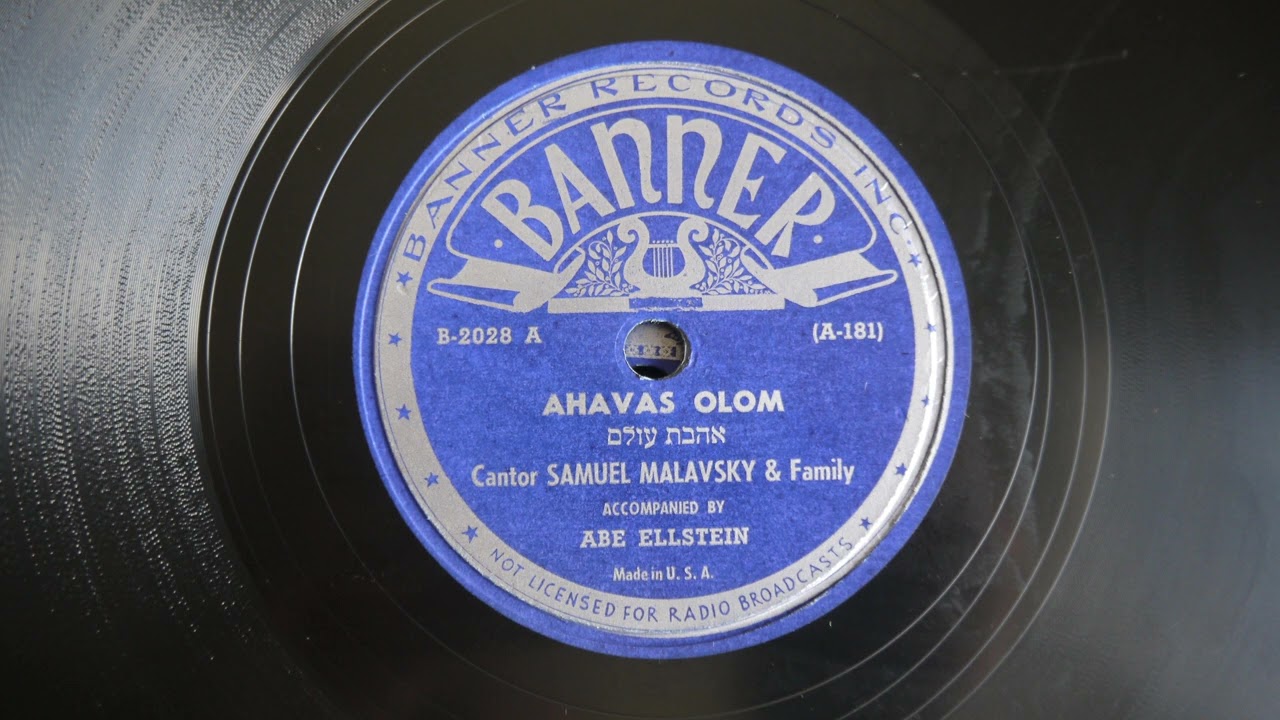 BANNER RECORDS INC.
BANNER
B-2028 A
(A-181)
AHAVAS OLOM
אהבת עולם
Cantor SAMUEL MALAVSKY & Family
ACCOMPANIED BY
ABE ELLSTEIN
Made in U. S. A.
NOT LICENSED FOR RADIO BROADCASTS